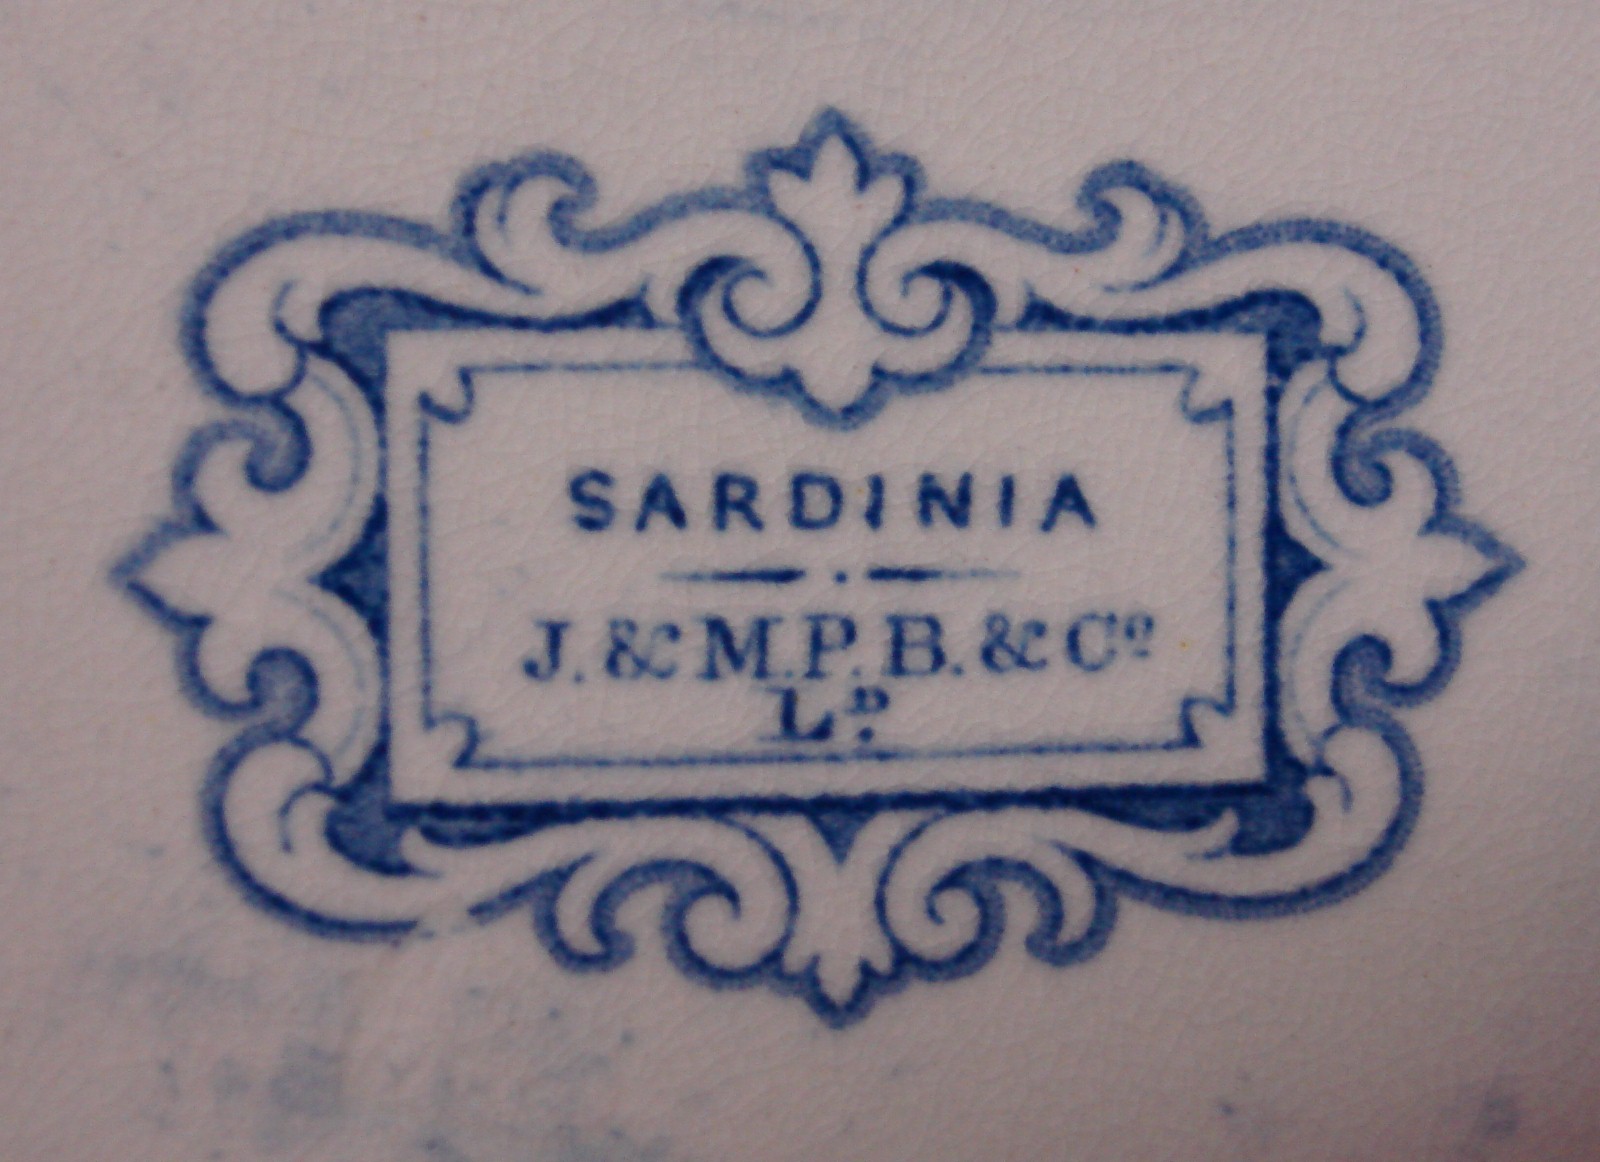 SARDINIA
J. & M.P. B. & Cº
Lᴰ.